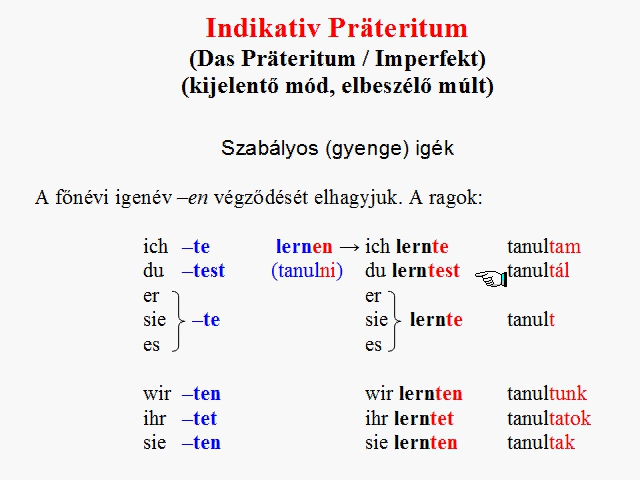 Indikativ Präteritum
(Das Präteritum / Imperfekt)
(kijelentő mód, elbeszélő múlt)
Szabályos (gyenge) igék
A főnévi igenév –en végződését elhagyjuk. A ragok:
ich –te lernen → ich lernte tanultam
du –test (tanulni) du lerntest tanultál
er er
sie –te sie lernte tanult
es es
wir –ten wir lernten tanultunk
ihr –tet ihr lerntet tanultatok
sie –ten sie lernten tanultak